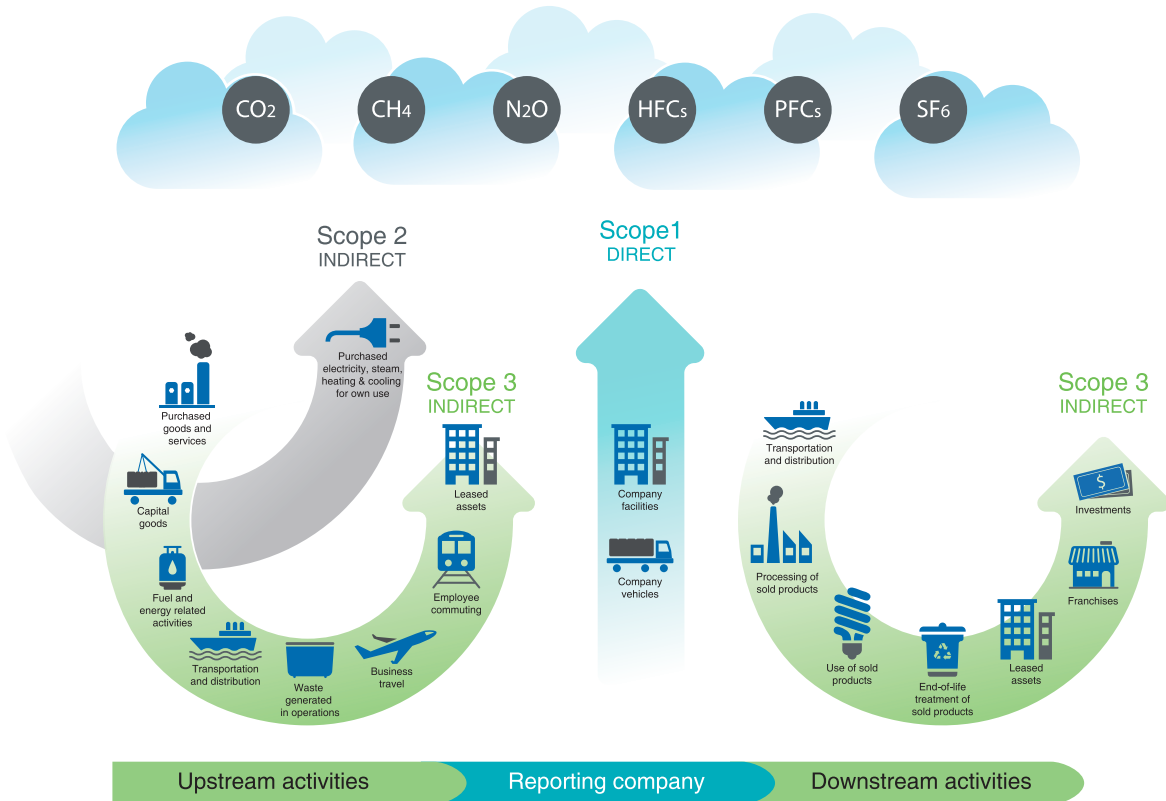 CO2
CH4
N2O
HFCs
PFCs
SF6
Scope 2
INDIRECT
Scope1
DIRECT
Purchased
electricity, steam,
heating & cooling
for own use
Purchased
goods and
services
Capital
goods
Fuel and
energy related
activities
Transportation
and distribution
Waste
generated
in operations
Business
travel
Employee
commuting
Leased
assets
Scope 3
INDIRECT
Company
facilities
Company
vehicles
Scope 3
INDIRECT
Transportation
and distribution
Processing of
sold products
Use of sold
products
End-of-life
treatment of
sold products
Leased
assets
Franchises
Investments
$
Upstream activities
Reporting company
Downstream activities